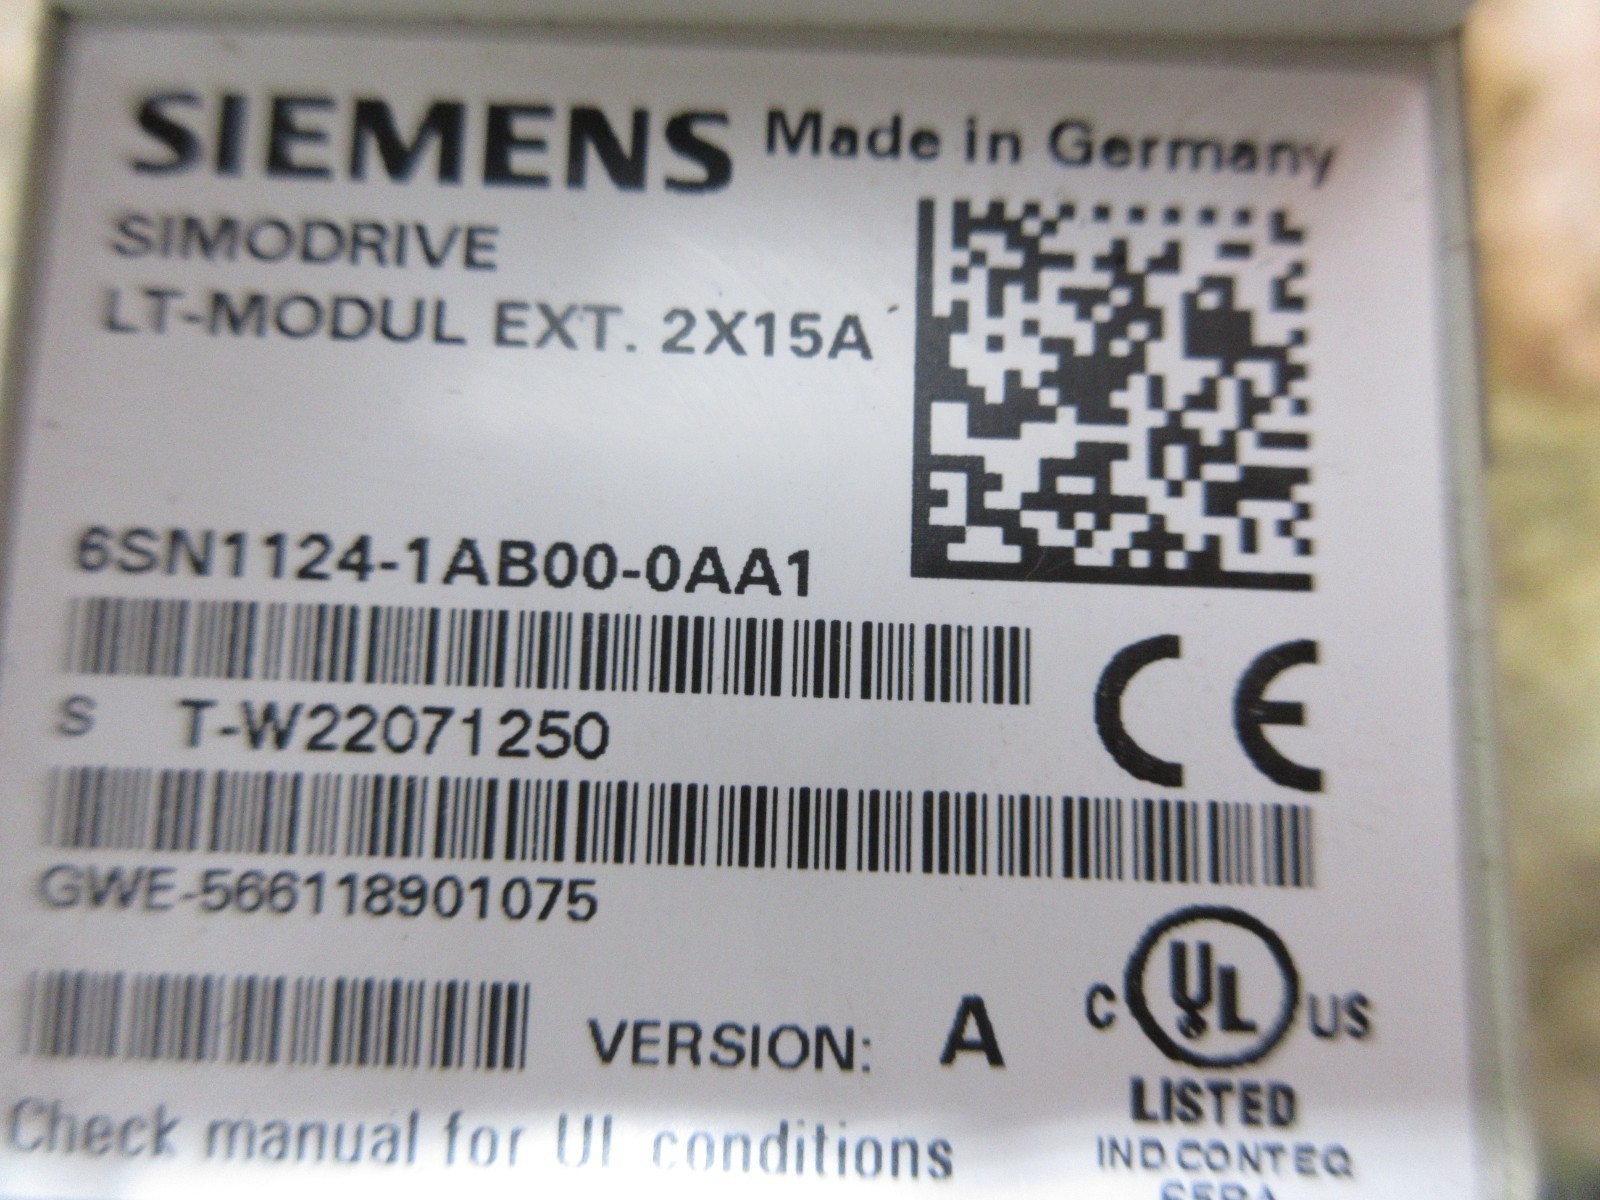 SIEMENS Made in Germany
SIMODRIVE
LT-MODUL EXT. 2X15A
6SN1124-1AB00-0AA1
S T-W22071250
CE
GWE-566118901075
VERSION: A
C UL US
LISTED
IND.CONT.EQ
Check manual for UL conditions